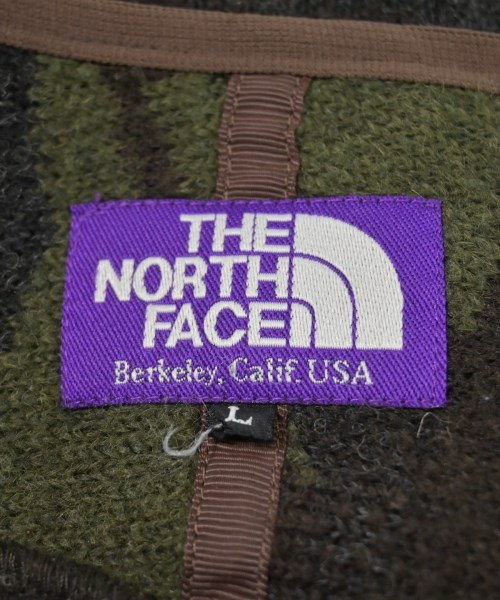 THE
NORTH
FACE
Berkeley, Calif. USA
L